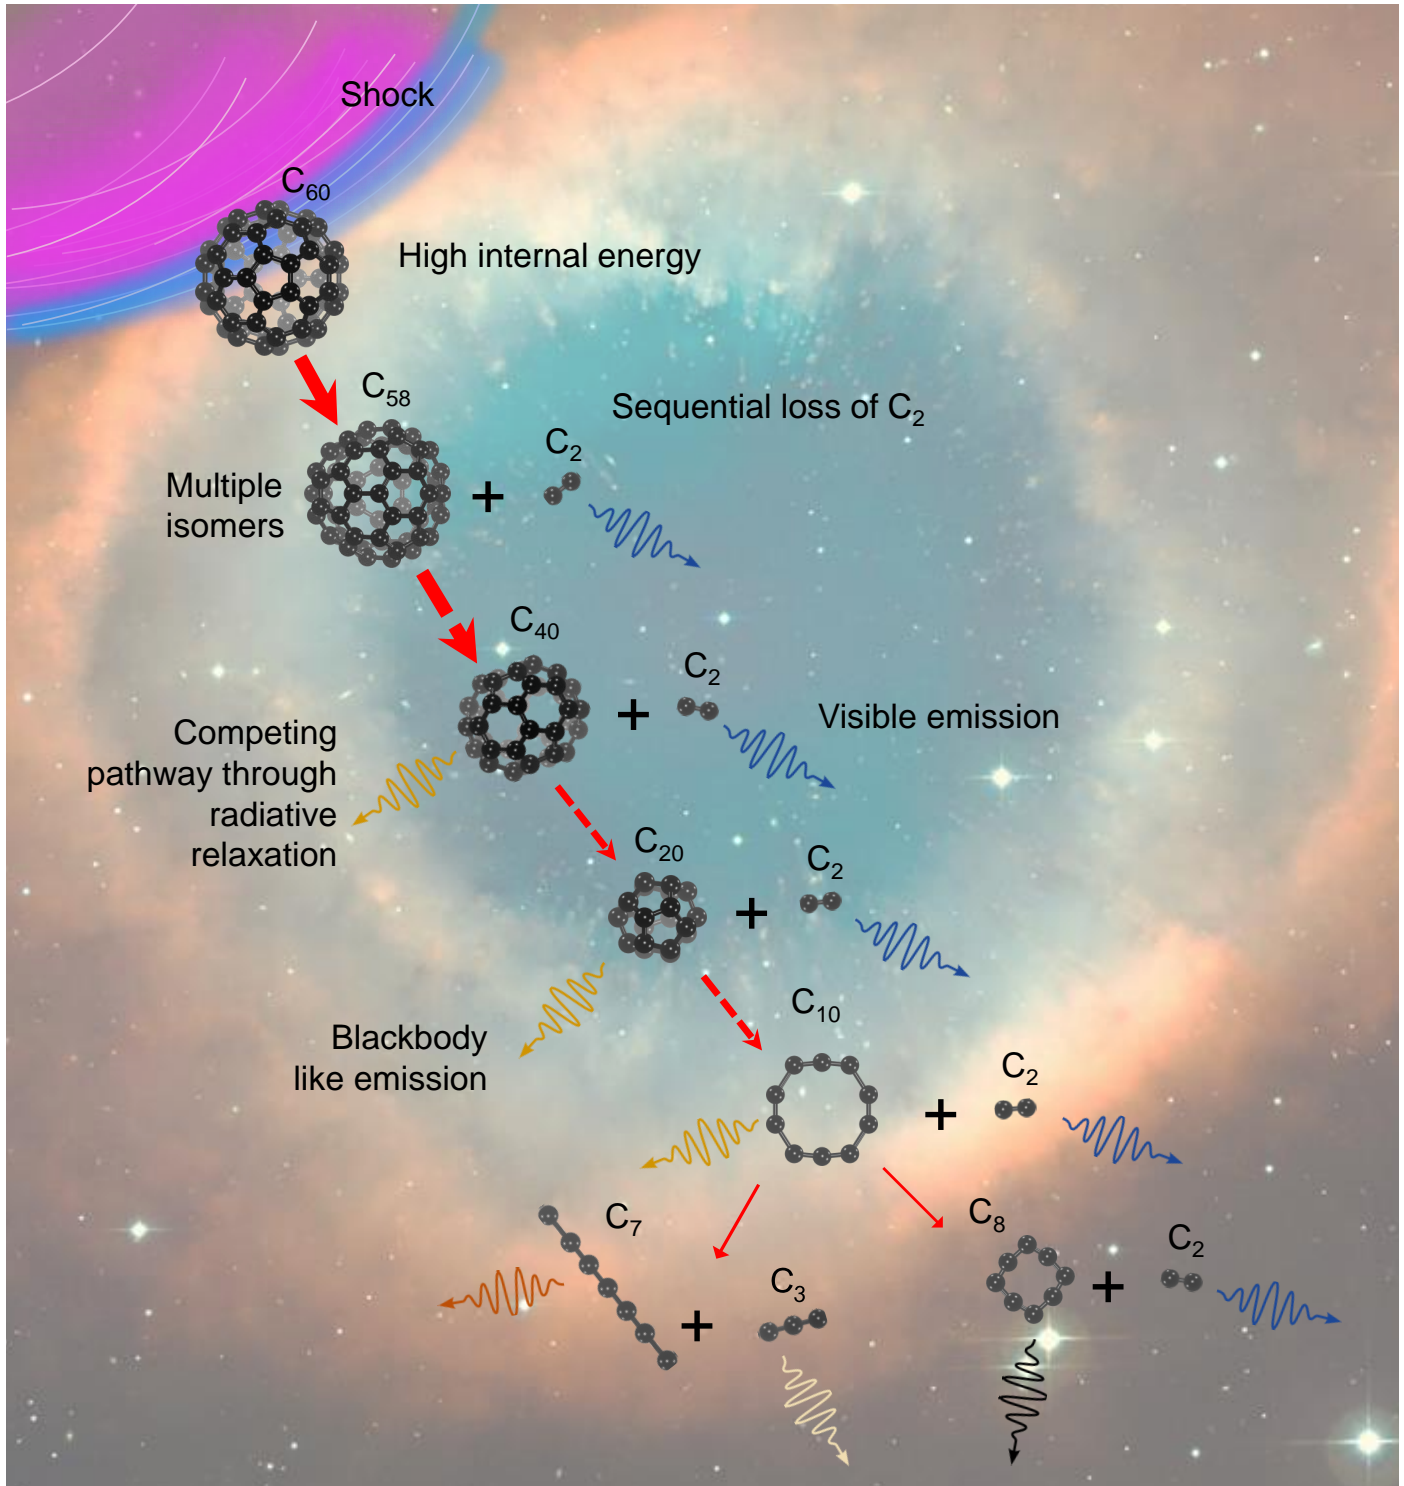 Shock
C₆₀
High internal energy
C₅₈
Sequential loss of C₂
C₂
Multiple
isomers
+
C₄₀
C₂
+
Visible emission
Competing
pathway through
radiative
relaxation
C₂₀
C₂
+
C₁₀
Blackbody
like emission
C₂
+
C₇
C₈
C₂
C₃
+
+